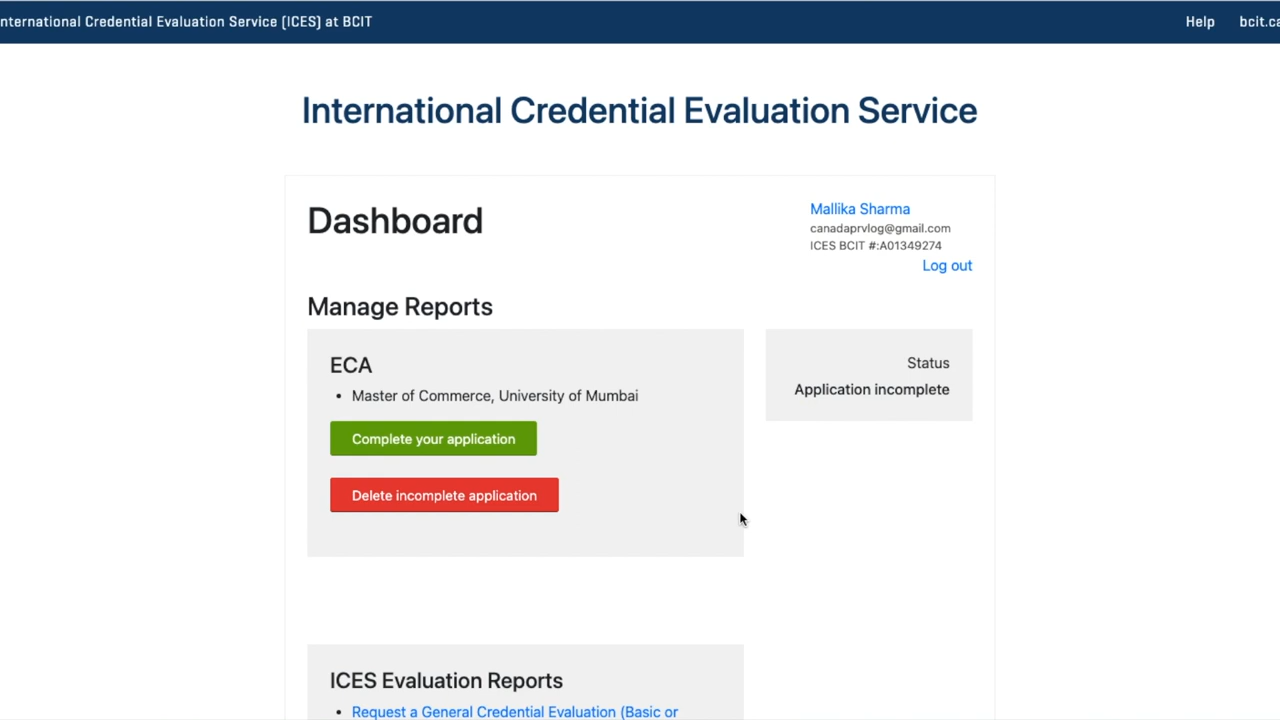 nternational Credential Evaluation Service (ICES) at BCIT
Help
bcit.ca
International Credential Evaluation Service
Dashboard
Mallika Sharma
canadaprvlog@gmail.com
ICES BCIT #:A01349274
Log out
Manage Reports
ECA
• Master of Commerce, University of Mumbai
Complete your application
Delete incomplete application
Status
Application incomplete
ICES Evaluation Reports
• Request a General Credential Evaluation (Basic or